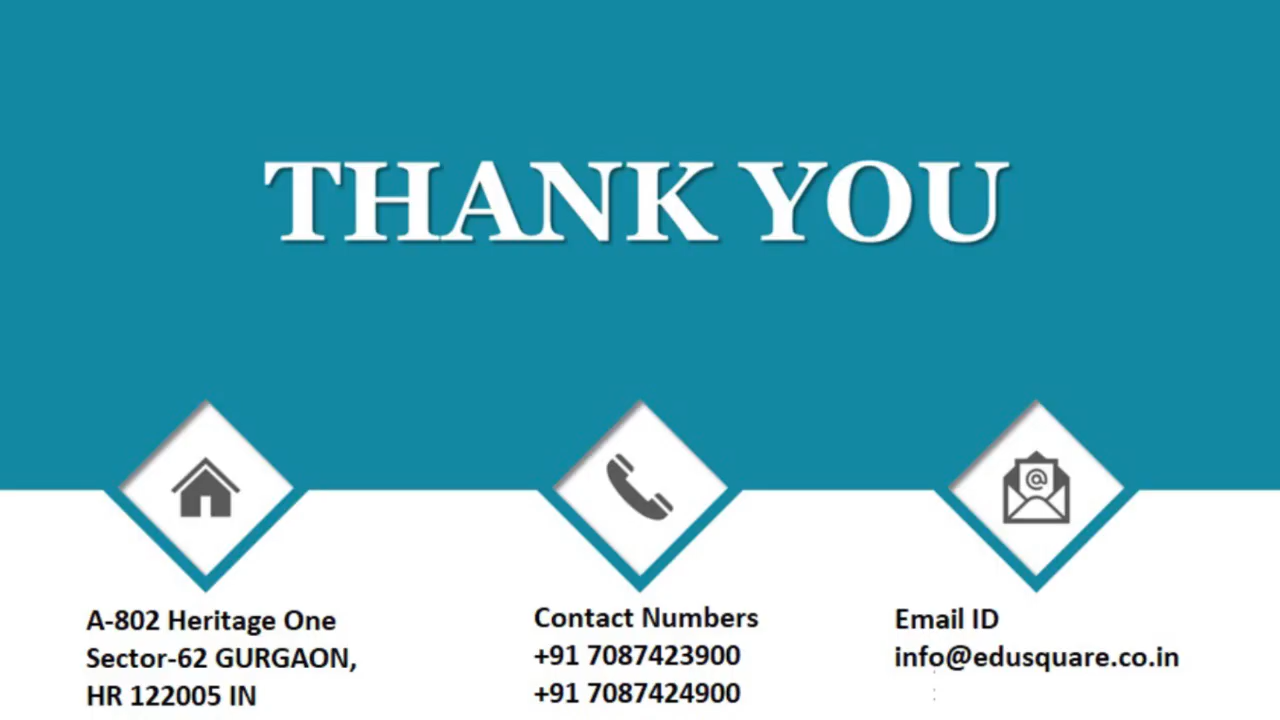 THANK YOU
A-802 Heritage One
Sector-62 GURGAON,
HR 122005 IN
Contact Numbers
+91 7087423900
+91 7087424900
Email ID
info@edusquare.co.in